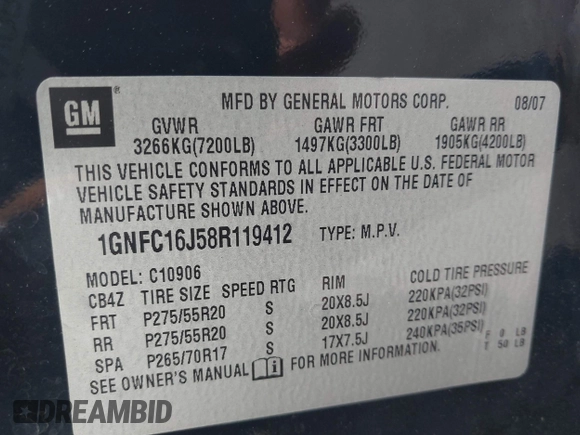 GM ®
MFD BY GENERAL MOTORS CORP. 08/07
GVWR GAWR FRT GAWR RR
3266KG(7200LB) 1497KG(3300LB) 1905KG(4200LB)
THIS VEHICLE CONFORMS TO ALL APPLICABLE U.S. FEDERAL MOTOR
VEHICLE SAFETY STANDARDS IN EFFECT ON THE DATE OF
MANUFACTURE SHOWN ABOVE.
1GNFC16J58R119412 TYPE: M.P.V.
MODEL: C10906
CB4Z TIRE SIZE SPEED RTG RIM COLD TIRE PRESSURE
FRT P275/55R20 S 20X8.5J 220KPA(32PSI)
RR P275/55R20 S 20X8.5J 220KPA(32PSI)
SPA P265/70R17 S 17X7.5J 240KPA(35PSI) F 0 LB
T 50 LB
SEE OWNER'S MANUAL i FOR MORE INFORMATION.
DREAMBID